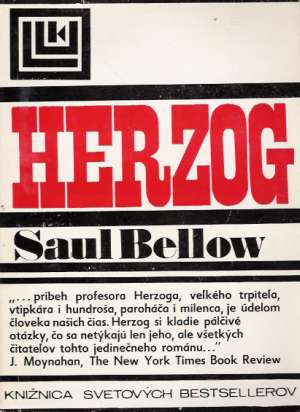 HERZOG
Saul Bellow
„... príbeh profesora Herzoga, veľkého trpiteľa,
vtipkára i hundroša, paroháča i milenca, je údelom
človeka našich čias. Herzog si kladie pálčivé
otázky, čo sa netýkajú len jeho, ale všetkých
čitateľov tohto jedinečného románu..."
J. Moynahan, The New York Times Book Review
KNIŽNICA SVETOVÝCH BESTSELLEROV